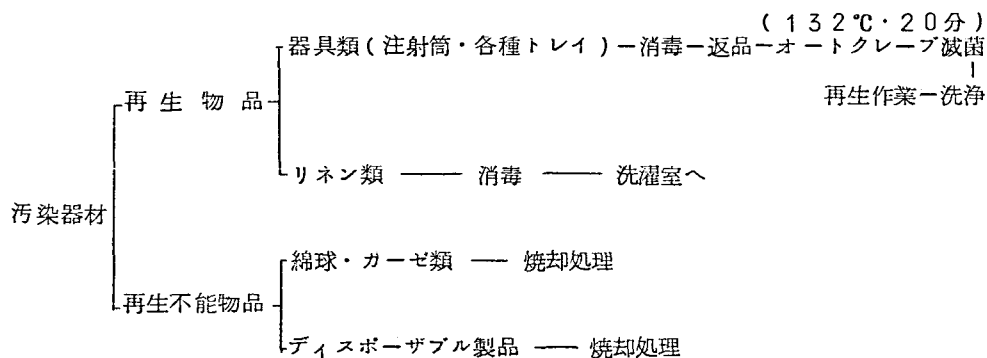 (132℃・20分)
器具類(注射筒・各種トレイ)ー消毒ー返品ーオートクレーブ滅菌
再生物品
再生作業ー洗浄
リネン類 ―― 消毒 ―― 洗濯室へ
汚染器材
綿球・ガーゼ類 ―― 焼却処理
再生不能物品
ディスポーザブル製品 ―― 焼却処理